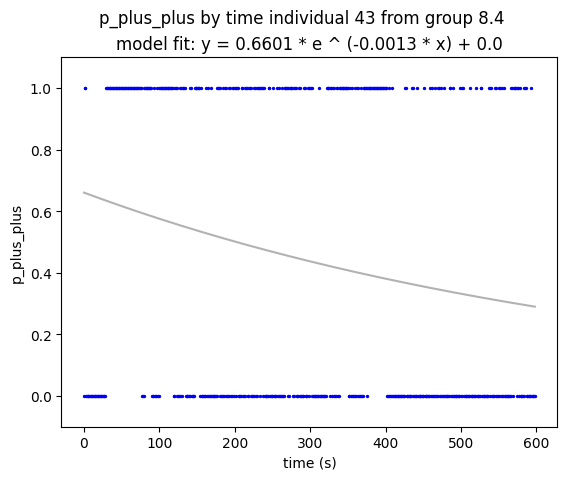 p_plus_plus by time individual 43 from group 8.4
model fit: y = 0.6601 * e ^ (-0.0013 * x) + 0.0
1.0
0.8
0.6
0.4
0.2
0.0
p_plus_plus
0 100 200 300 400 500 600
time (s)